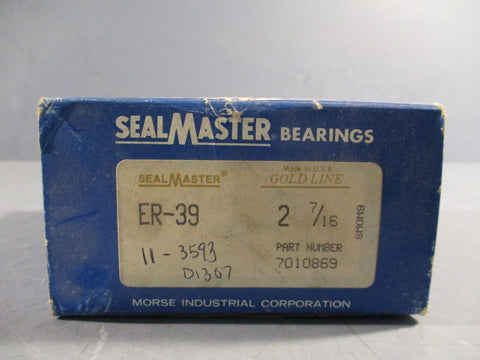 SEALMASTER BEARINGS
Made in U.S.A.
SEALMASTER® GOLD LINE
ER-39 2 7/16
11-3593 PART NUMBER
D1307 7010869
MORSE INDUSTRIAL CORPORATION